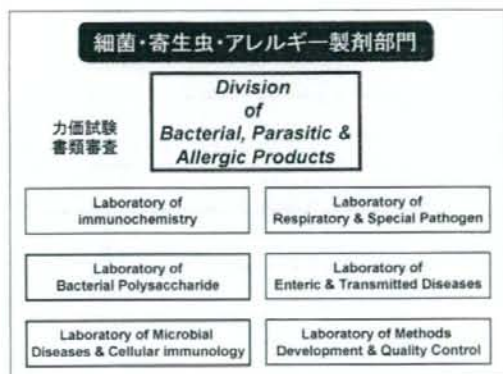 細菌・寄生虫・アレルギー製剤部門
Division
of
Bacterial, Parasitic &
Allergic Products
力価試験
書類審査
Laboratory of
immunochemistry
Laboratory of
Respiratory & Special Pathogen
Laboratory of
Bacterial Polysaccharide
Laboratory of
Enteric & Transmitted Diseases
Laboratory of Microbial
Diseases & Cellular immunology
Laboratory of Methods
Development & Quality Control